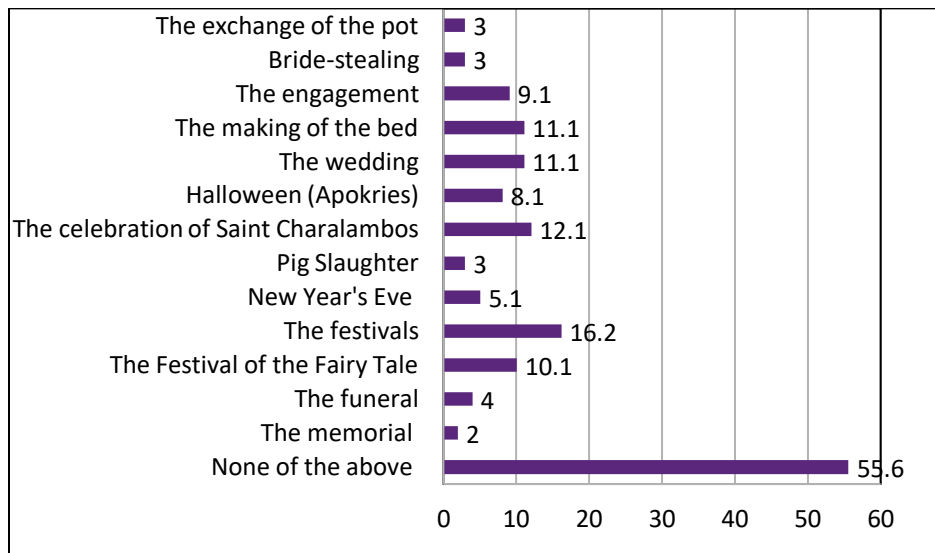 The exchange of the pot 3
Bride-stealing 3
The engagement 9.1
The making of the bed 11.1
The wedding 11.1
Halloween (Apokries) 8.1
The celebration of Saint Charalambos 12.1
Pig Slaughter 3
New Year's Eve 5.1
The festivals 16.2
The Festival of the Fairy Tale 10.1
The funeral 4
The memorial 2
None of the above 55.6
0 10 20 30 40 50 60